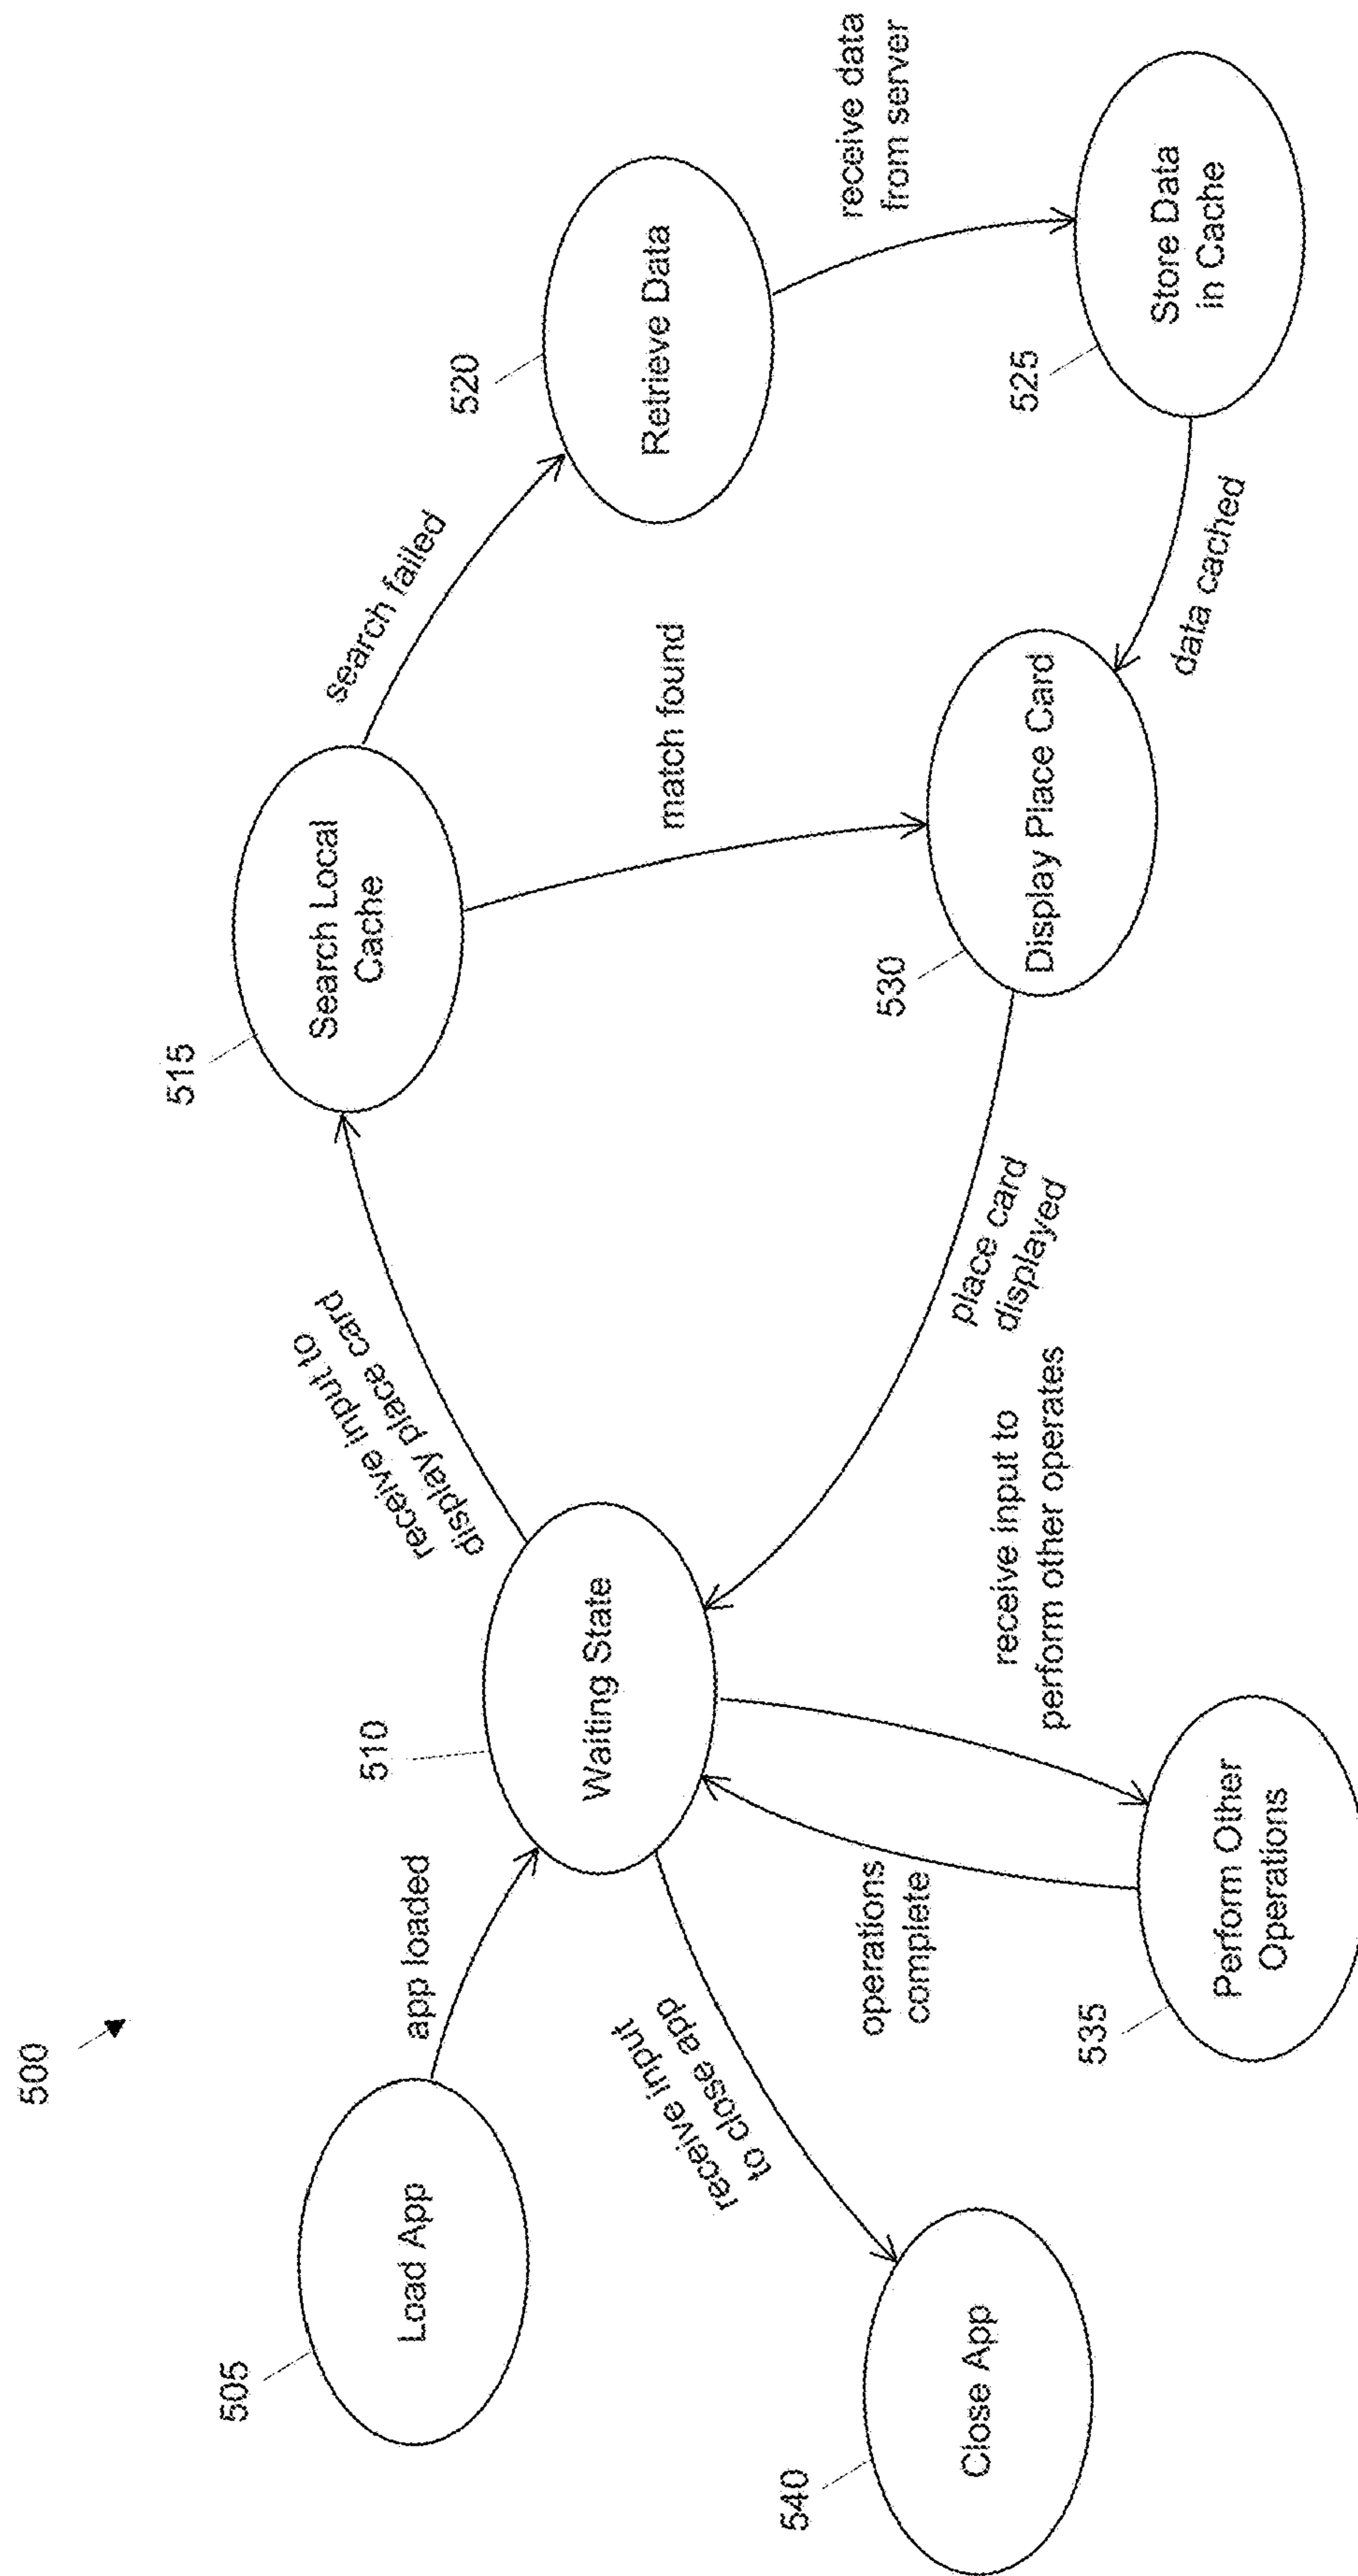 500
505
Load App
app loaded
510
Waiting State
receive input to
display place card
515
Search Local
Cache
search failed
520
Retrieve Data
receive data
from server
525
Store Data
in Cache
data cached
match found
530
Display Place Card
place card
displayed
receive input to
perform other operates
535
Perform Other
Operations
operations
complete
receive input
to close app
540
Close App